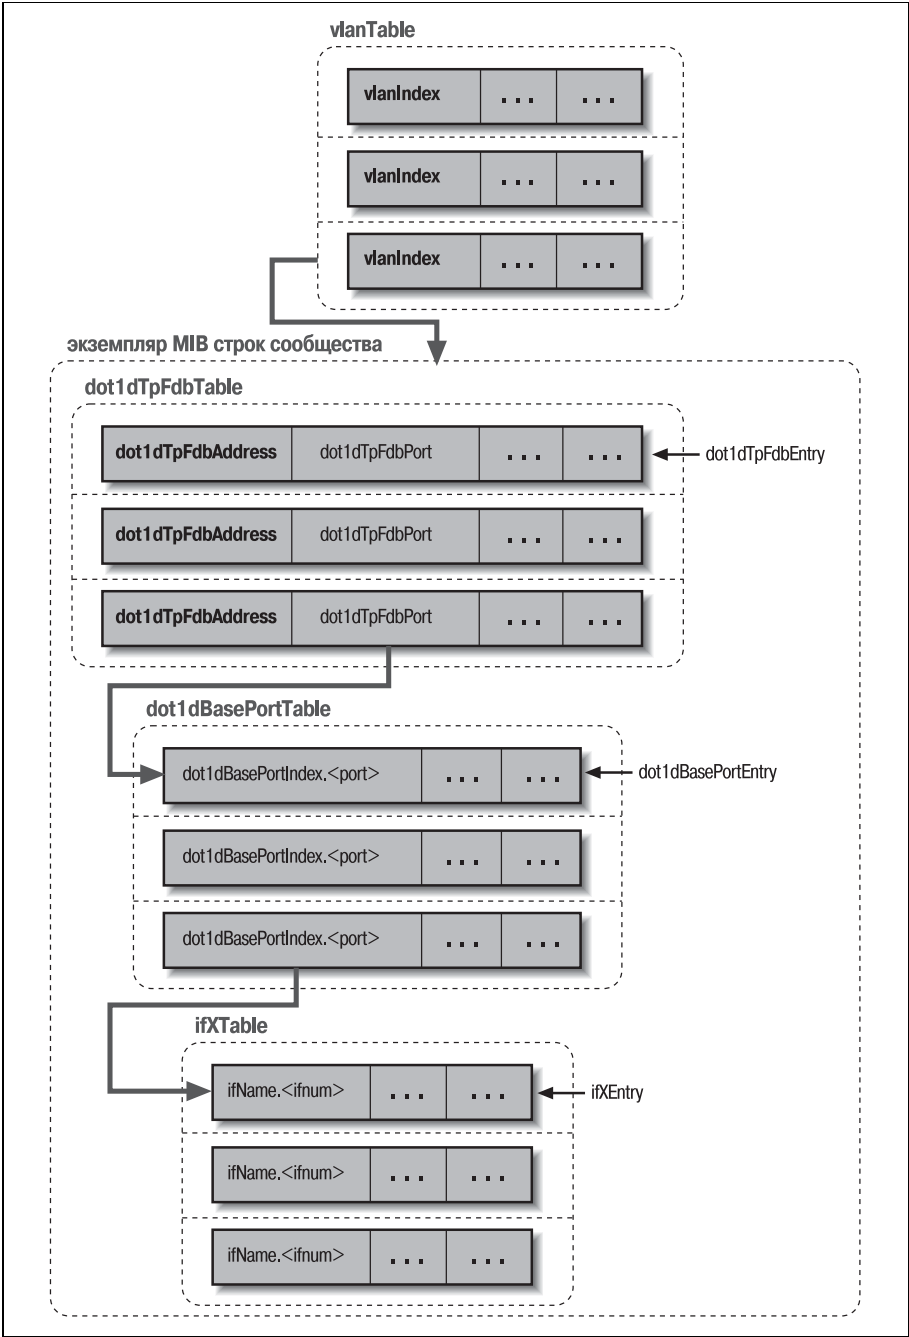 vlanTable
vlanIndex ... ...
vlanIndex ... ...
vlanIndex ... ...
экземпляр MIB строк сообщества
dot1dTpFdbTable
dot1dTpFdbAddress dot1dTpFdbPort ... ... dot1dTpFdbEntry
dot1dTpFdbAddress dot1dTpFdbPort ... ...
dot1dTpFdbAddress dot1dTpFdbPort ... ...
dot1dBasePortTable
dot1dBasePortIndex.<port> ... ... dot1dBasePortEntry
dot1dBasePortIndex.<port> ... ...
dot1dBasePortIndex.<port> ... ...
ifXTable
ifName.<ifnum> ... ... ifXEntry
ifName.<ifnum> ... ...
ifName.<ifnum> ... ...